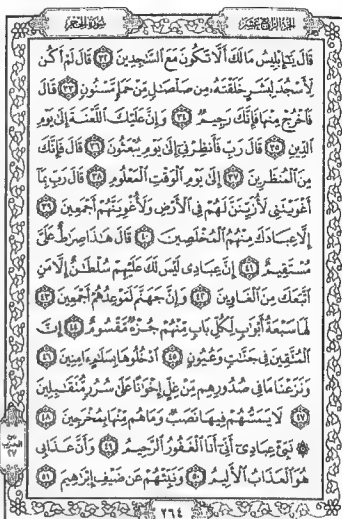 الجزء الرابع عشر
سورة الحجر
قَالَ يَٰٓإِبْلِيسُ مَالَكَ أَلَّا تَكُونَ مَعَ ٱلسَّٰجِدِينَ ٣٢ قَالَ لَمْ أَكُن
لِّأَسْجُدَ لِبَشَرٍ خَلَقْتَهُۥ مِن صَلْصَٰلٍ مِّنْ حَمَإٍ مَّسْنُونٍ ٣٣ قَالَ
فَٱخْرُجْ مِنْهَا فَإِنَّكَ رَجِيمٌ ٣٤ وَإِنَّ عَلَيْكَ ٱللَّعْنَةَ إِلَىٰ يَوْمِ
ٱلدِّينِ ٣٥ قَالَ رَبِّ فَأَنظِرْنِىٓ إِلَىٰ يَوْمِ يُبْعَثُونَ ٣٦ قَالَ فَإِنَّكَ
مِنَ ٱلْمُنظَرِينَ ٣٧ إِلَىٰ يَوْمِ ٱلْوَقْتِ ٱلْمَعْلُومِ ٣٨ قَالَ رَبِّ بِمَآ
أَغْوَيْتَنِى لَأُزَيِّنَنَّ لَهُمْ فِى ٱلْأَرْضِ وَلَأُغْوِيَنَّهُمْ أَجْمَعِينَ ٣٩
إِلَّا عِبَادَكَ مِنْهُمُ ٱلْمُخْلَصِينَ ٤٠ قَالَ هَٰذَا صِرَٰطٌ عَلَىَّ
مُسْتَقِيمٌ ٤١ إِنَّ عِبَادِى لَيْسَ لَكَ عَلَيْهِمْ سُلْطَٰنٌ إِلَّا مَنِ
ٱتَّبَعَكَ مِنَ ٱلْغَاوِينَ ٤٢ وَإِنَّ جَهَنَّمَ لَمَوْعِدُهُمْ أَجْمَعِينَ ٤٣
لَهَا سَبْعَةُ أَبْوَٰبٍ لِّكُلِّ بَابٍ مِّنْهُمْ جُزْءٌ مَّقْسُومٌ ٤٤ إِنَّ
ٱلْمُتَّقِينَ فِى جَنَّٰتٍ وَعُيُونٍ ٤٥ ٱدْخُلُوهَا بِسَلَٰمٍ ءَامِنِينَ ٤٦
وَنَزَعْنَا مَا فِى صُدُورِهِم مِّنْ غِلٍّ إِخْوَٰنًا عَلَىٰ سُرُرٍ مُّتَقَٰبِلِينَ
٤٧ لَا يَمَسُّهُمْ فِيهَا نَصَبٌ وَمَا هُم مِّنْهَا بِمُخْرَجِينَ ٤٨
۞ نَبِّئْ عِبَادِىٓ أَنِّىٓ أَنَا ٱلْغَفُورُ ٱلرَّحِيمُ ٤٩ وَأَنَّ عَذَابِى
هُوَ ٱلْعَذَابُ ٱلْأَلِيمُ ٥٠ وَنَبِّئْهُمْ عَن ضَيْفِ إِبْرَٰهِيمَ ٥١
٢٦٤